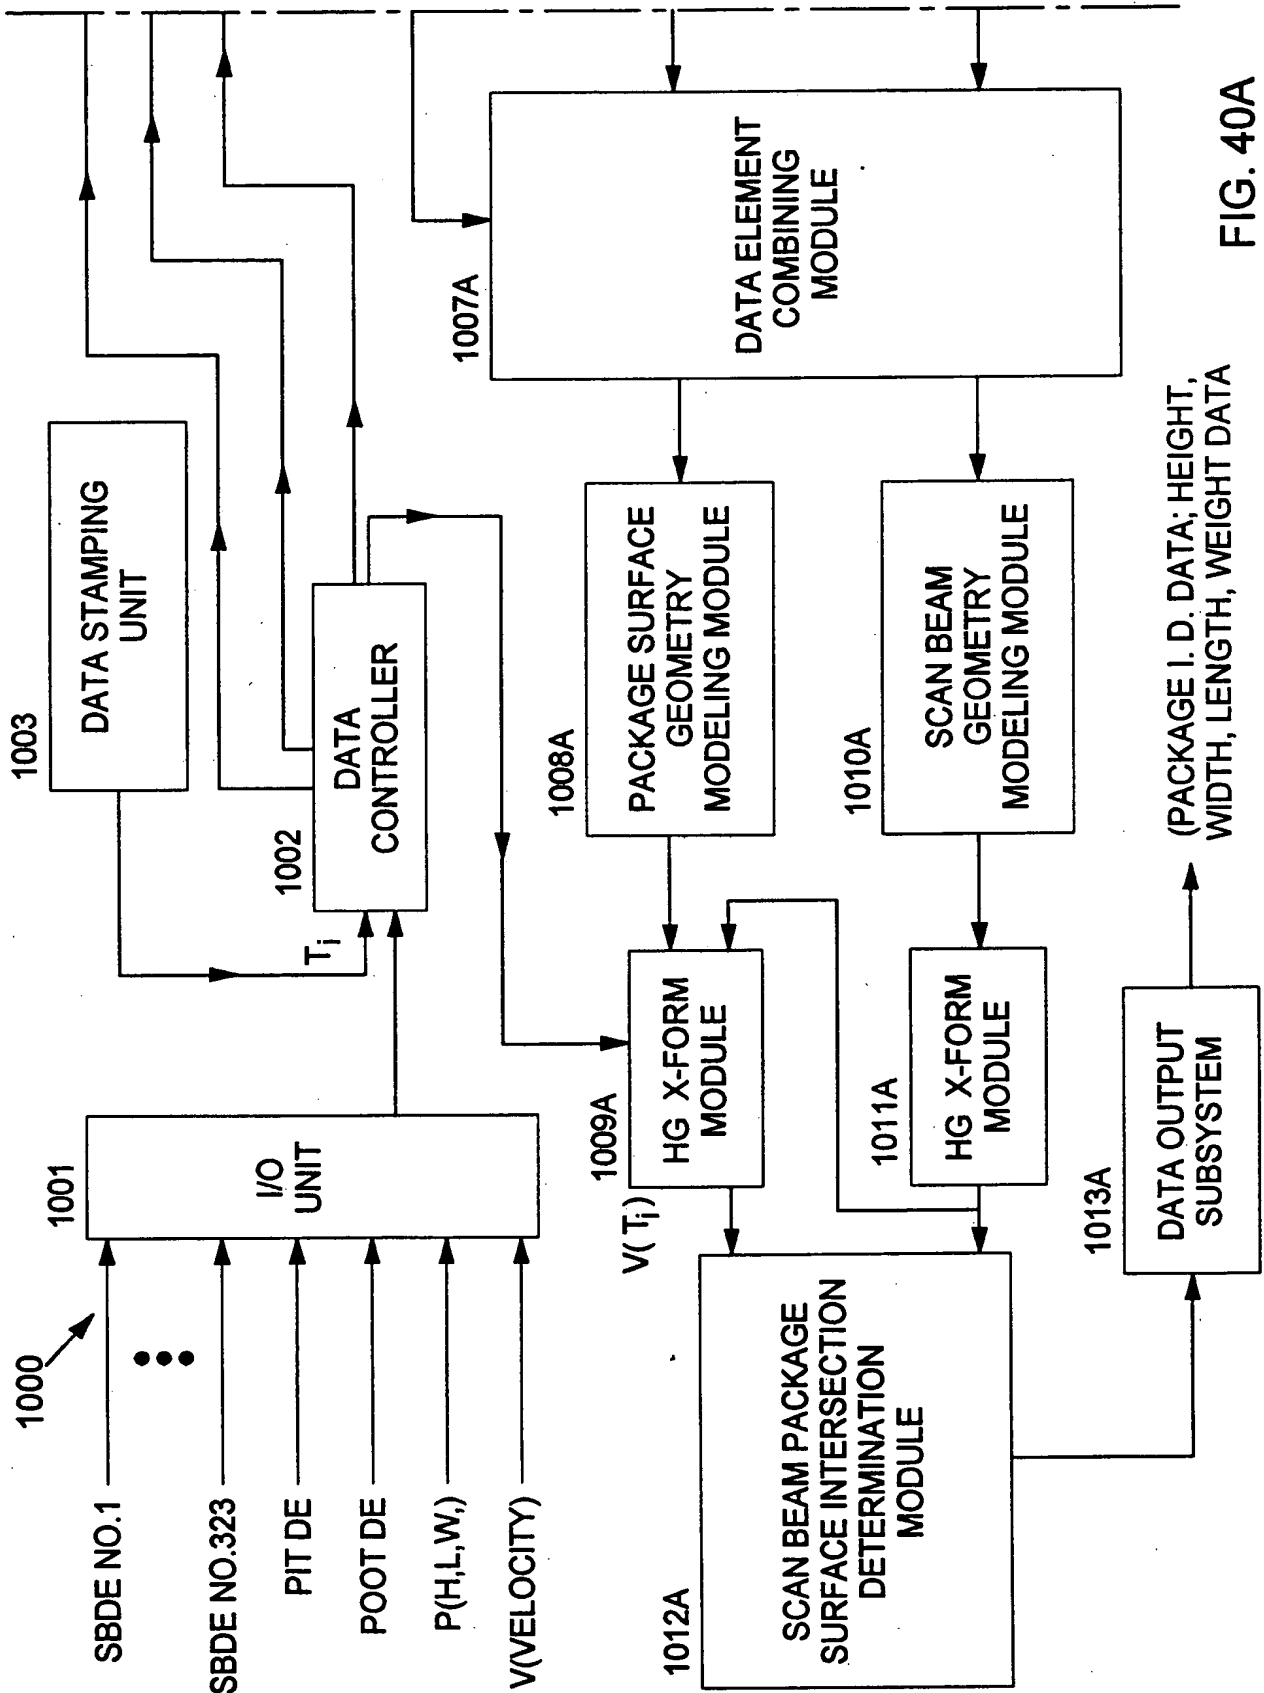 1000
SBDE NO.1
SBDE NO.323
PIT DE
POOT DE
P(H,L,W,)
V(VELOCITY)
1001
I/O
UNIT
1003
DATA STAMPING
UNIT
Ti
1002
DATA
CONTROLLER
1007A
DATA ELEMENT
COMBINING
MODULE
1008A
PACKAGE SURFACE
GEOMETRY
MODELING MODULE
1009A
HG X-FORM
MODULE
V( Ti )
1010A
SCAN BEAM
GEOMETRY
MODELING MODULE
1011A
HG X-FORM
MODULE
1012A
SCAN BEAM PACKAGE
SURFACE INTERSECTION
DETERMINATION
MODULE
1013A
DATA OUTPUT
SUBSYSTEM
(PACKAGE I. D. DATA; HEIGHT,
WIDTH, LENGTH, WEIGHT DATA
FIG. 40A